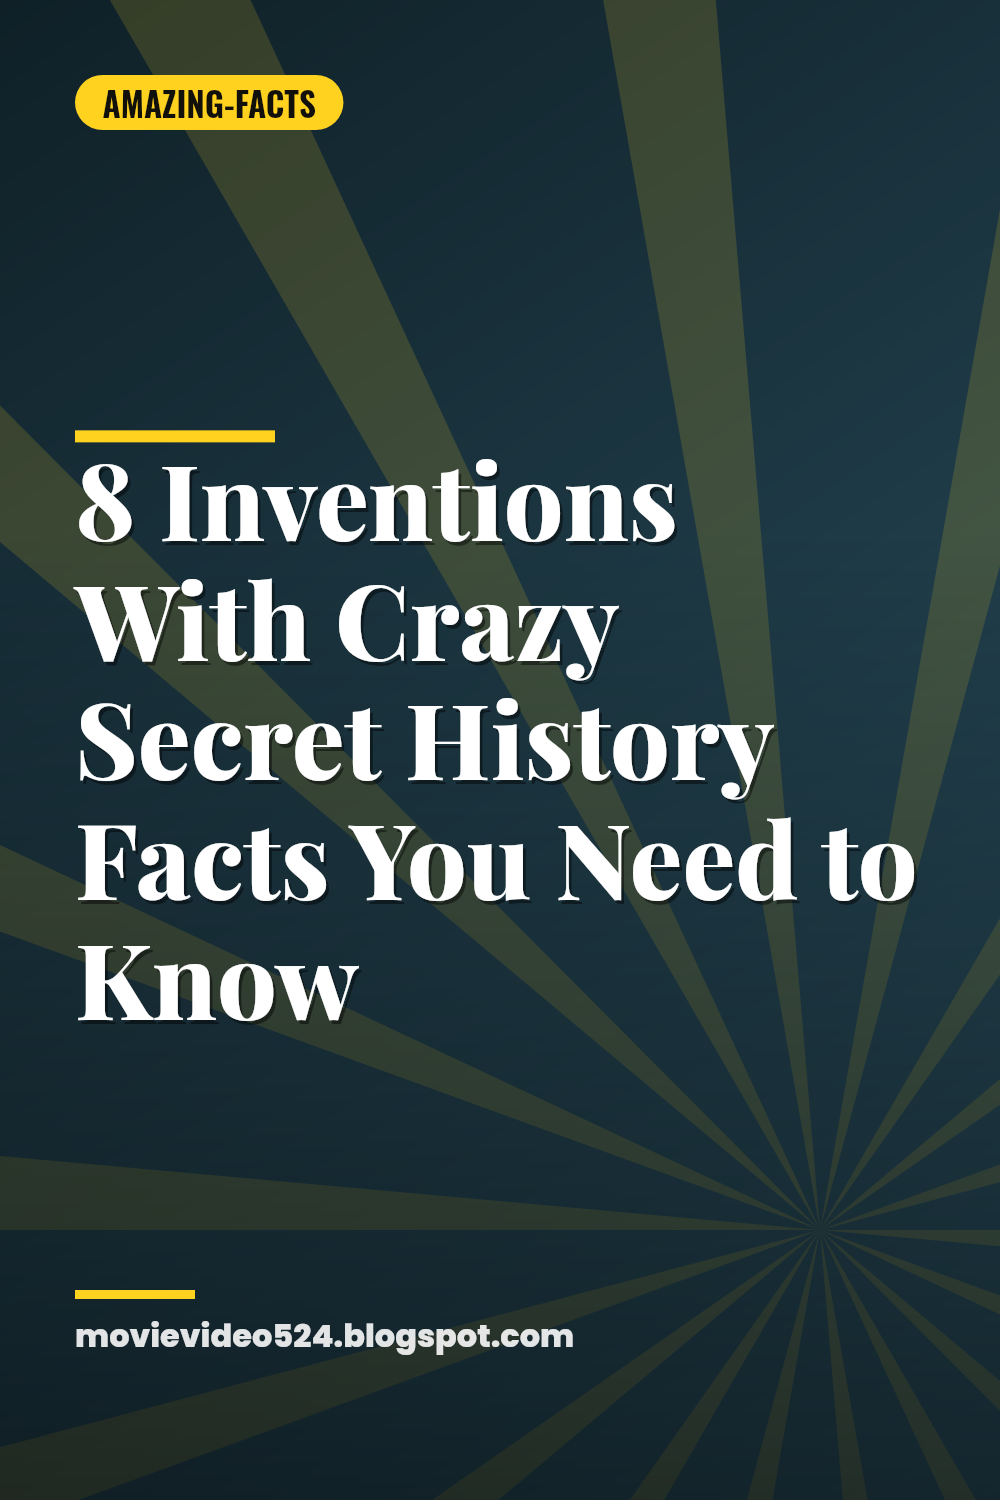 AMAZING-FACTS
8 Inventions
With Crazy
Secret History
Facts You Need to
Know
movievideo524.blogspot.com